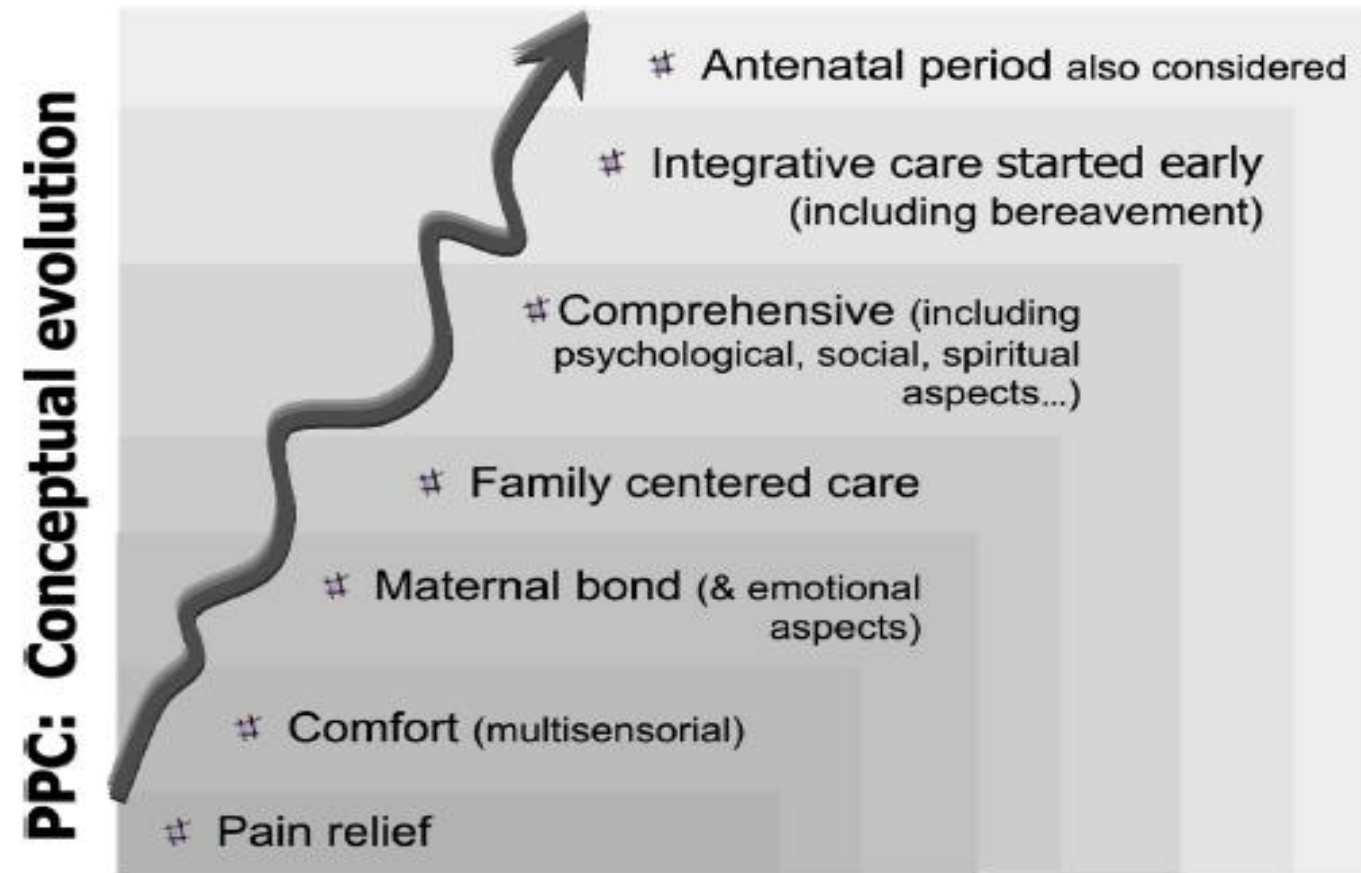 PPC: Conceptual evolution
Antenatal period also considered
Integrative care started early
(including bereavement)
Comprehensive (including
psychological, social, spiritual
aspects...)
Family centered care
Maternal bond (& emotional
aspects)
Comfort (multisensorial)
Pain relief